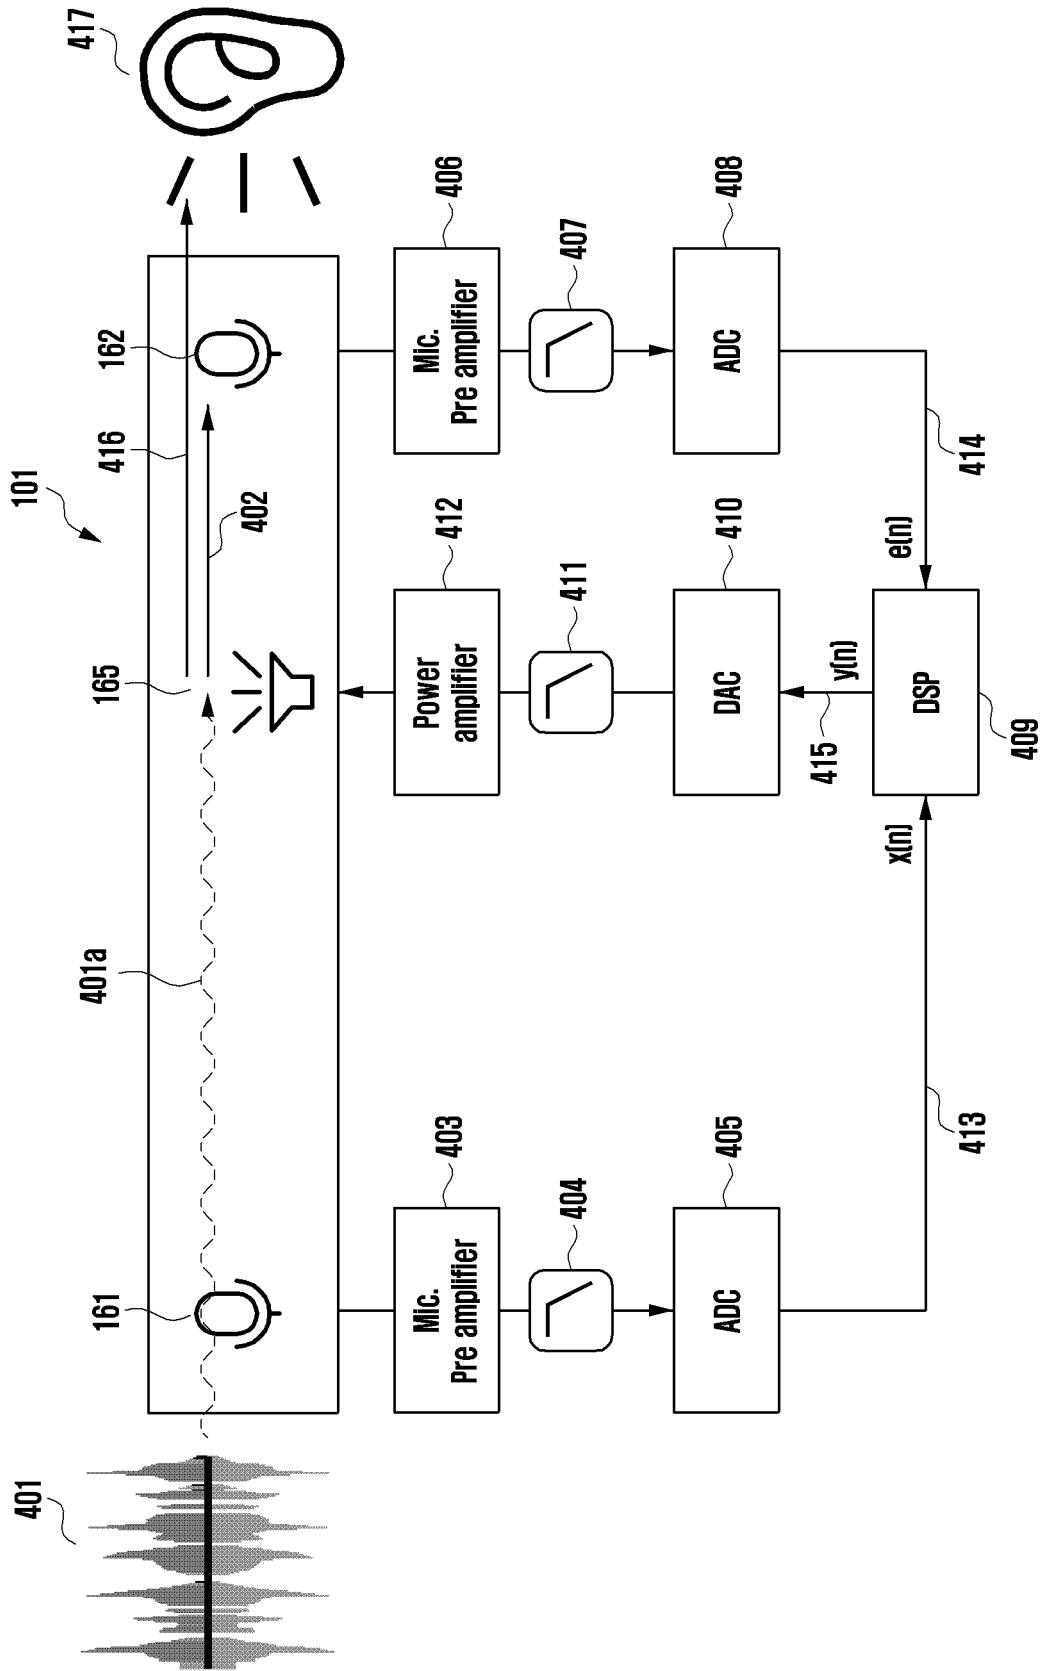 401
101
401a
165
416
162
417
161
402
403
Mic.
Pre amplifier
412
Power
amplifier
406
Mic.
Pre amplifier
404
411
407
405
ADC
410
DAC
408
ADC
415
y(n)
x(n)
DSP
e(n)
413
409
414